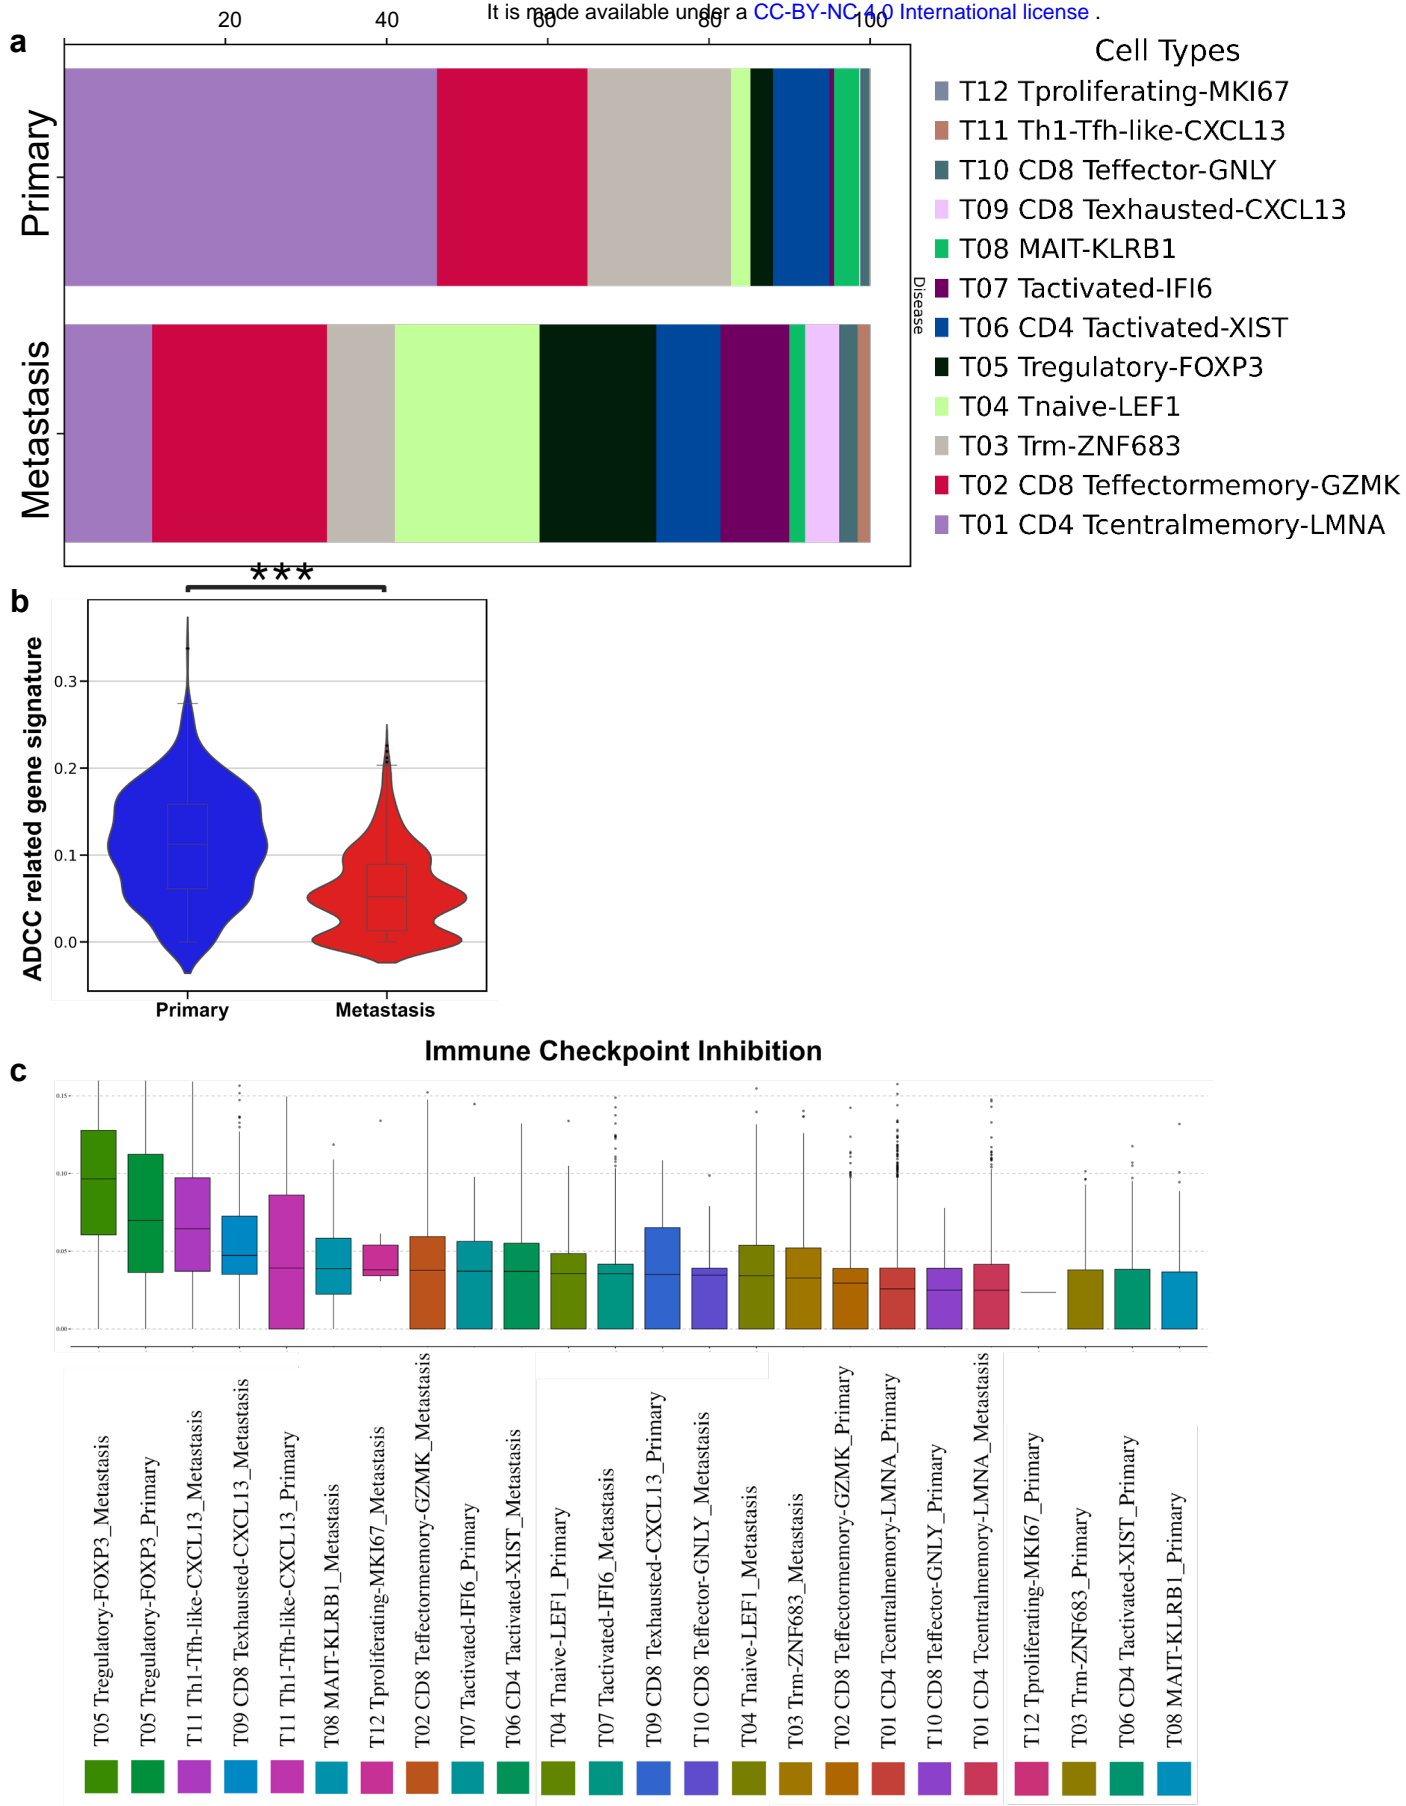 It is made available under a CC-BY-NC 4.0 International license .
20 40 60 80 100
a
Primary
Metastasis
Disease
Cell Types
T12 Tproliferating-MKI67
T11 Th1-Tfh-like-CXCL13
T10 CD8 Teffector-GNLY
T09 CD8 Texhausted-CXCL13
T08 MAIT-KLRB1
T07 Tactivated-IFI6
T06 CD4 Tactivated-XIST
T05 Tregulatory-FOXP3
T04 Tnaive-LEF1
T03 Trm-ZNF683
T02 CD8 Teffectormemory-GZMK
T01 CD4 Tcentralmemory-LMNA
b
***
ADCC related gene signature
0.3
0.2
0.1
0.0
Primary Metastasis
c
Immune Checkpoint Inhibition
0.15
0.10
0.05
0.00
T05 Tregulatory-FOXP3_Metastasis
T05 Tregulatory-FOXP3_Primary
T11 Th1-Tfh-like-CXCL13_Metastasis
T09 CD8 Texhausted-CXCL13_Metastasis
T11 Th1-Tfh-like-CXCL13_Primary
T08 MAIT-KLRB1_Metastasis
T12 Tproliferating-MKI67_Metastasis
T02 CD8 Teffectormemory-GZMK_Metastasis
T07 Tactivated-IFI6_Primary
T06 CD4 Tactivated-XIST_Metastasis
T04 Tnaive-LEF1_Primary
T07 Tactivated-IFI6_Metastasis
T09 CD8 Texhausted-CXCL13_Primary
T10 CD8 Teffector-GNLY_Metastasis
T04 Tnaive-LEF1_Metastasis
T03 Trm-ZNF683_Metastasis
T02 CD8 Teffectormemory-GZMK_Primary
T01 CD4 Tcentralmemory-LMNA_Primary
T10 CD8 Teffector-GNLY_Primary
T01 CD4 Tcentralmemory-LMNA_Metastasis
T12 Tproliferating-MKI67_Primary
T03 Trm-ZNF683_Primary
T06 CD4 Tactivated-XIST_Primary
T08 MAIT-KLRB1_Primary